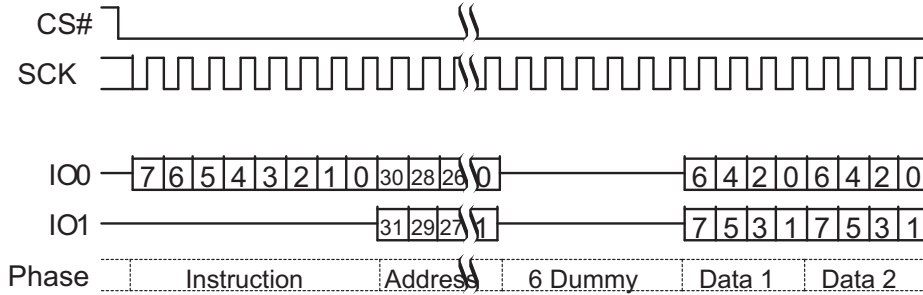 CS#
SCK
IO0 7 6 5 4 3 2 1 0 30 28 26 0 6 4 2 0 6 4 2 0
IO1 31 29 27 1 7 5 3 1 7 5 3 1
Phase Instruction Address 6 Dummy Data 1 Data 2